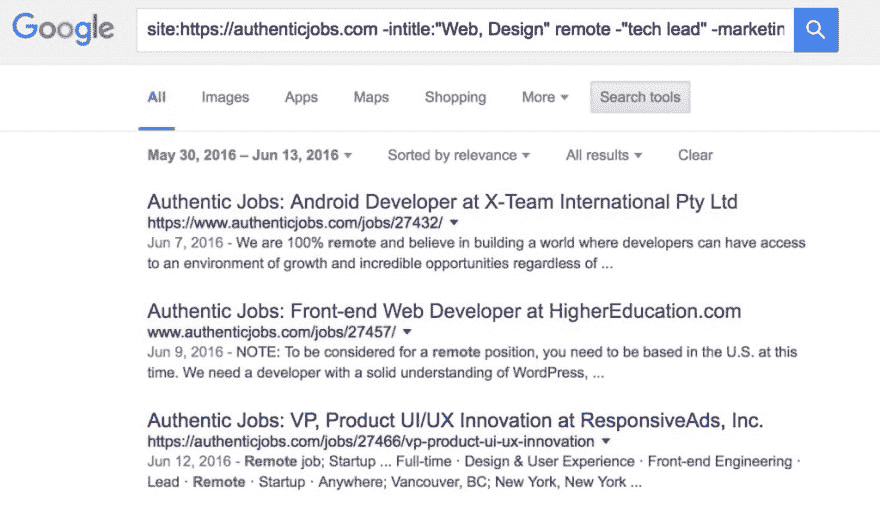 Google
site:https://authenticjobs.com -intitle:"Web, Design" remote -"tech lead" -marketin
All Images Apps Maps Shopping More Search tools
May 30, 2016 – Jun 13, 2016 Sorted by relevance All results Clear
Authentic Jobs: Android Developer at X-Team International Pty Ltd
https://www.authenticjobs.com/jobs/27432/
Jun 7, 2016 - We are 100% remote and believe in building a world where developers can have access
to an environment of growth and incredible opportunities regardless of ...
Authentic Jobs: Front-end Web Developer at HigherEducation.com
www.authenticjobs.com/jobs/27457/
Jun 9, 2016 - NOTE: To be considered for a remote position, you need to be based in the U.S. at this
time. We need a developer with a solid understanding of WordPress, ...
Authentic Jobs: VP, Product UI/UX Innovation at ResponsiveAds, Inc.
https://authenticjobs.com/jobs/27466/vp-product-ui-ux-innovation
Jun 12, 2016 - Remote job; Startup ... Full-time · Design & User Experience · Front-end Engineering ·
Lead · Remote · Startup · Anywhere; Vancouver, BC; New York, New York ...